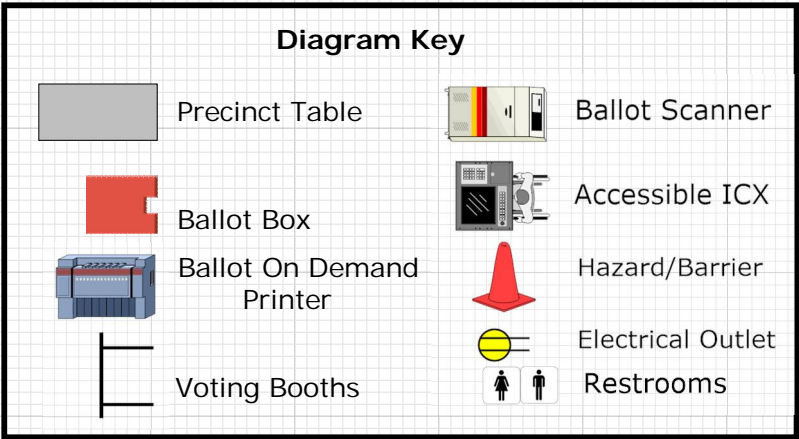 Diagram Key
Precinct Table
Ballot Box
Ballot On Demand
Printer
Voting Booths
Ballot Scanner
Accessible ICX
Hazard/Barrier
Electrical Outlet
Restrooms